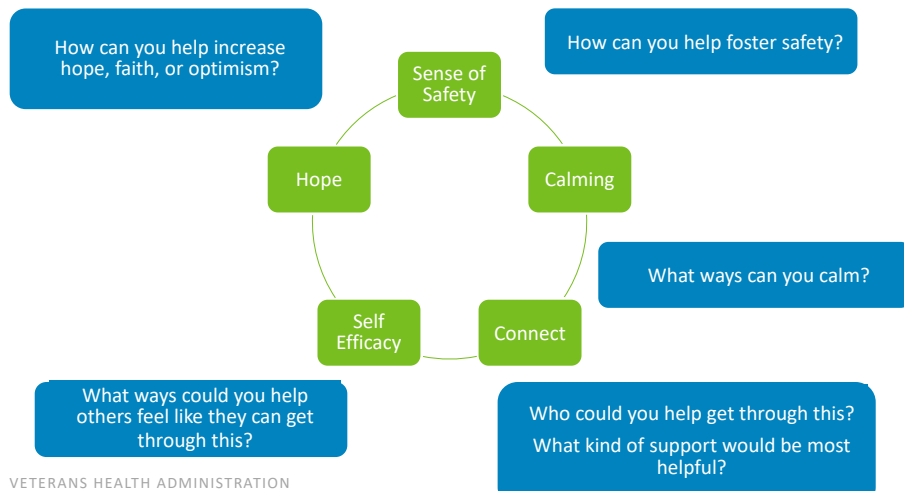 How can you help increase
hope, faith, or optimism?
How can you help foster safety?
Sense of
Safety
Hope
Calming
What ways can you calm?
Self
Efficacy
Connect
What ways could you help
others feel like they can get
through this?
Who could you help get through this?
What kind of support would be most
helpful?
VETERANS HEALTH ADMINISTRATION